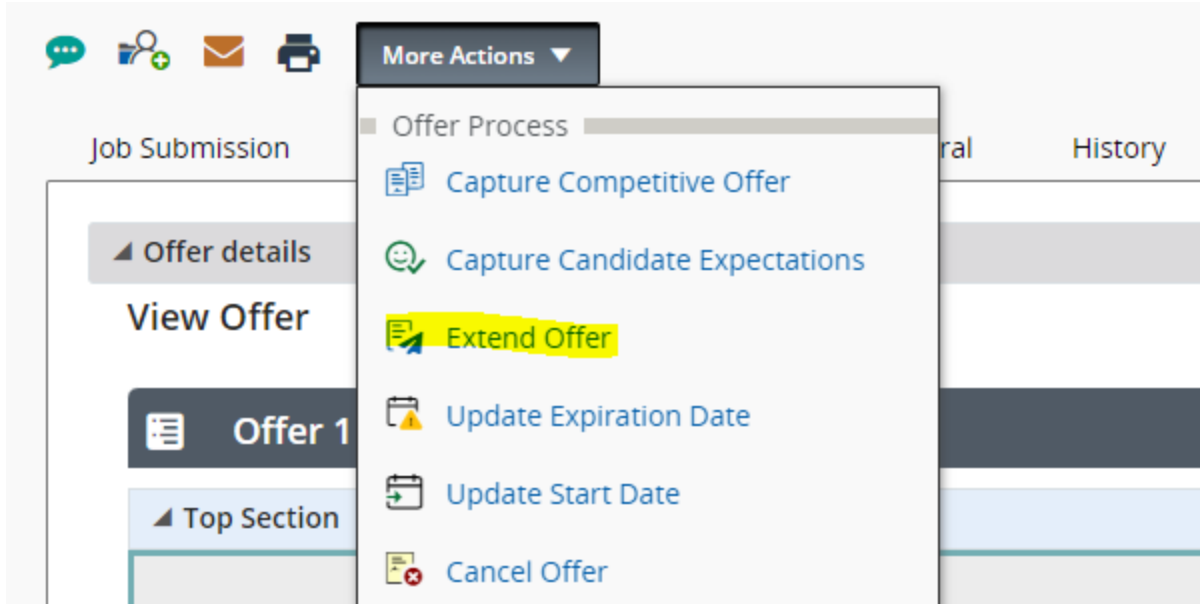 More Actions
Offer Process
Job Submission
ral
History
Capture Competitive Offer
Offer details
Capture Candidate Expectations
View Offer
Extend Offer
Update Expiration Date
Offer 1
Update Start Date
Top Section
Cancel Offer